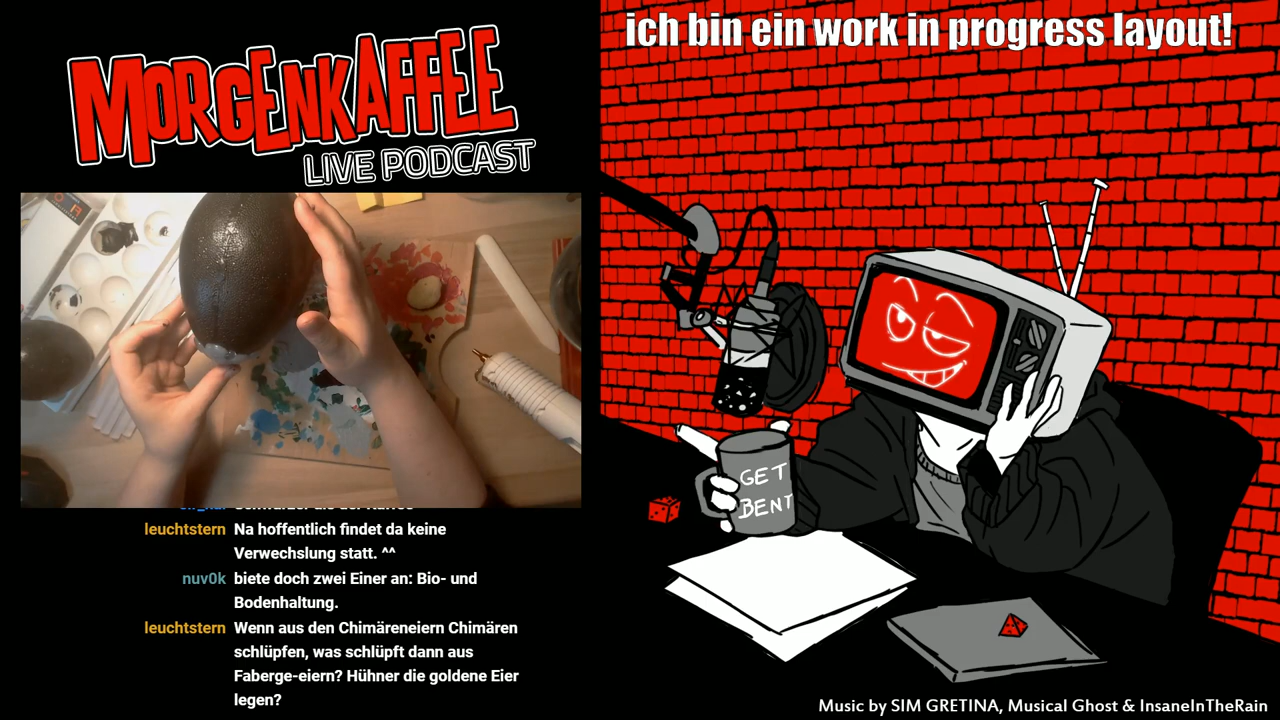 ich bin ein work in progress layout!
MORGENKAFFEE
LIVE PODCAST
GET
BENT
leuchtstern Na hoffentlich findet da keine
Verwechslung statt. ^^
nuv0k biete doch zwei Einer an: Bio- und
Bodenhaltung.
leuchtstern Wenn aus den Chimäreneiern Chimären
schlüpfen, was schlüpft dann aus
Faberge-eiern? Hühner die goldene Eier
legen?
Music by SIM GRETINA, Musical Ghost & InsaneInTheRain